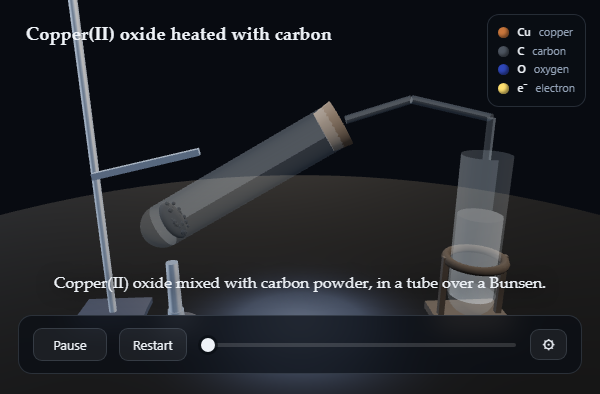 Copper(II) oxide heated with carbon
Cu copper
C carbon
O oxygen
e⁻ electron
Copper(II) oxide mixed with carbon powder, in a tube over a Bunsen.
Pause
Restart